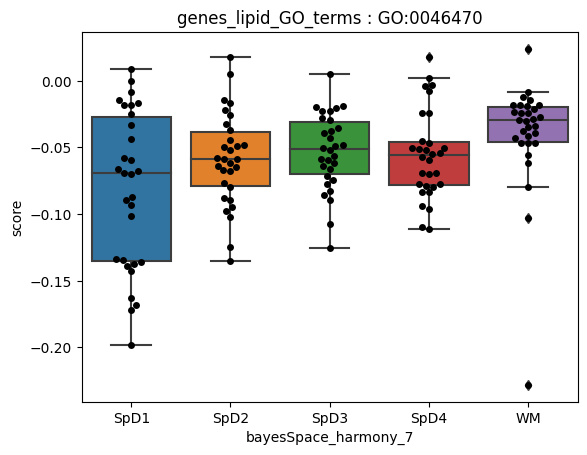 genes_lipid_GO_terms : GO:0046470
score
0.00
−0.05
−0.10
−0.15
−0.20
SpD1 SpD2 SpD3 SpD4 WM
bayesSpace_harmony_7